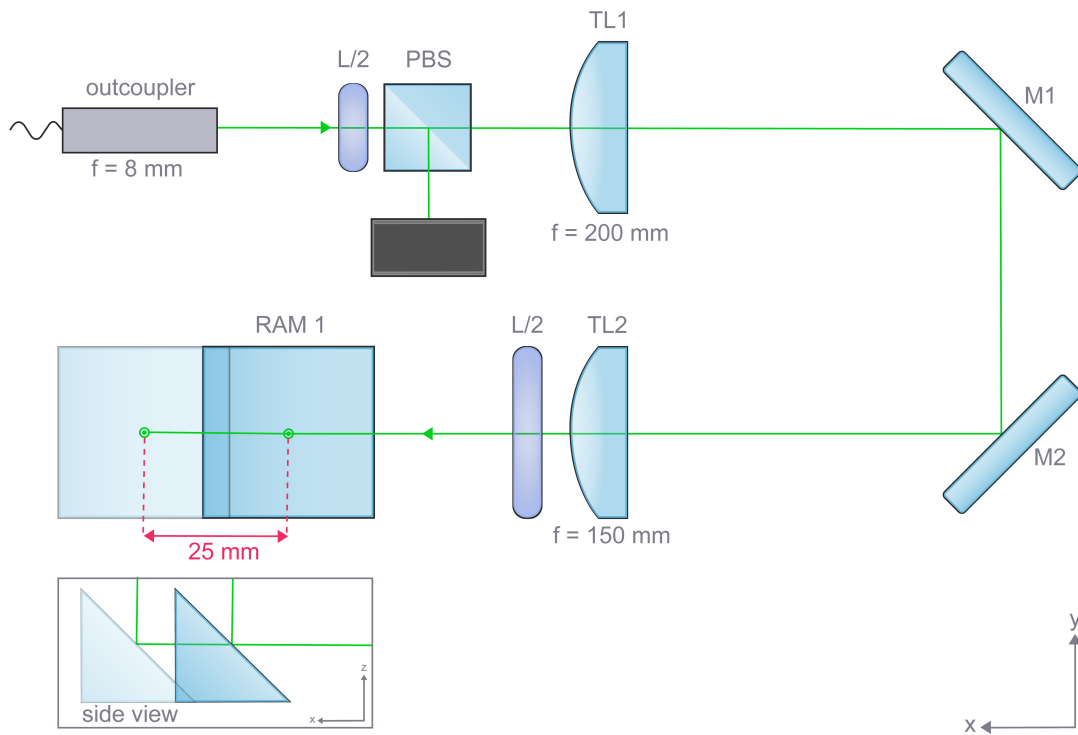 TL1
L/2
PBS
outcoupler
M1
f = 8 mm
f = 200 mm
RAM 1
L/2
TL2
M2
f = 150 mm
25 mm
y
z
x
side view
x